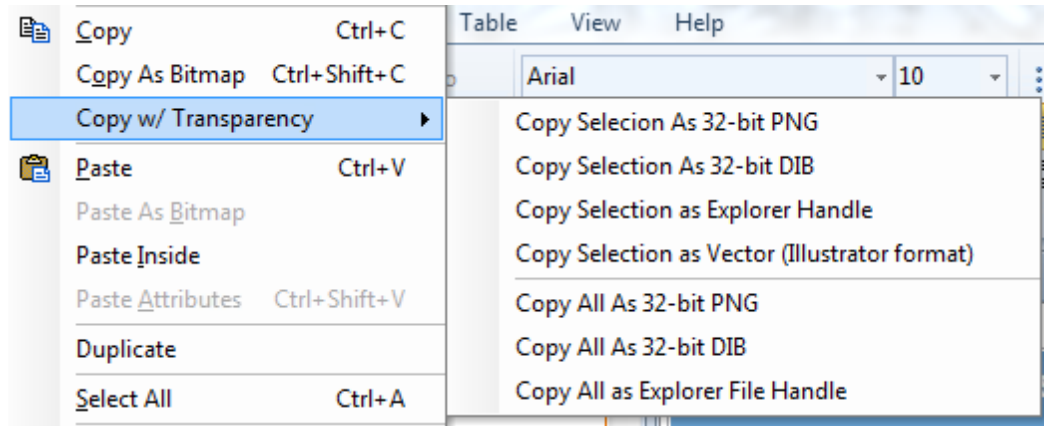 Copy Ctrl+C
Copy As Bitmap Ctrl+Shift+C
Copy w/ Transparency
Paste Ctrl+V
Paste As Bitmap
Paste Inside
Paste Attributes Ctrl+Shift+V
Duplicate
Select All Ctrl+A
Table View Help
Arial 10
Copy Selecion As 32-bit PNG
Copy Selection As 32-bit DIB
Copy Selection as Explorer Handle
Copy Selection as Vector (Illustrator format)
Copy All As 32-bit PNG
Copy All As 32-bit DIB
Copy All as Explorer File Handle